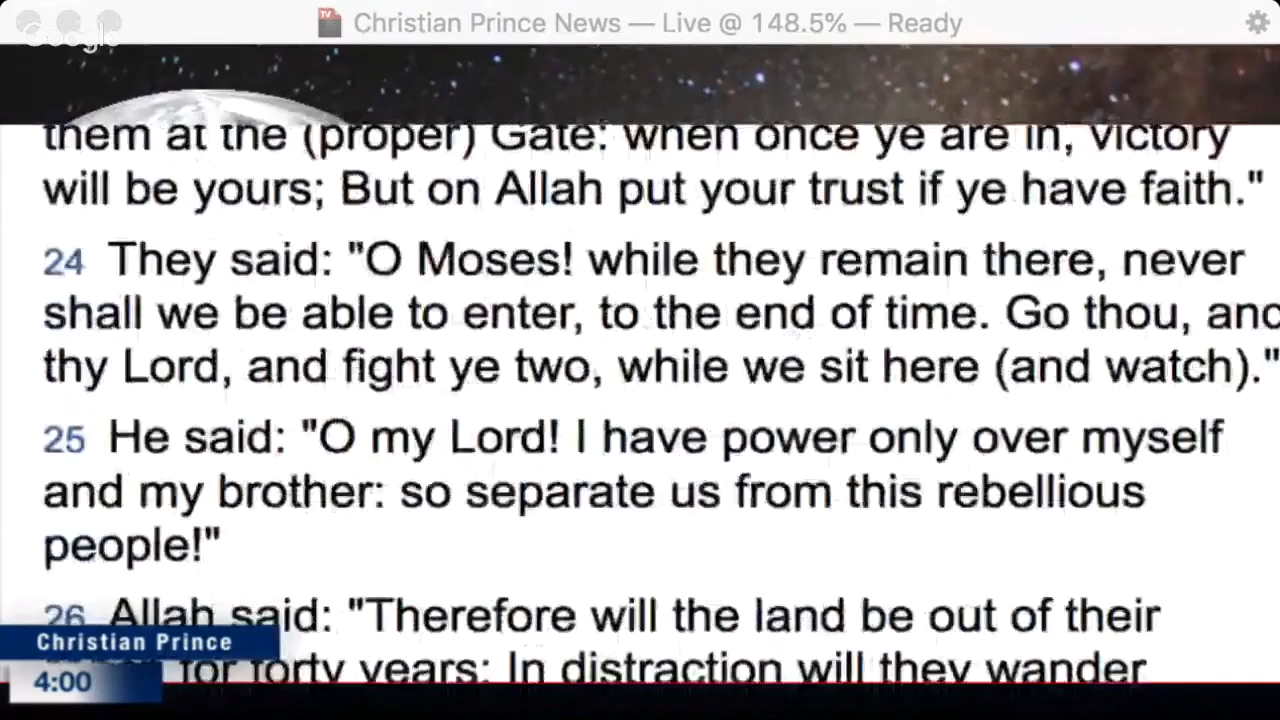 Christian Prince News — Live @ 148.5% — Ready
Google
them at the (proper) Gate: when once ye are in, victory
will be yours; But on Allah put your trust if ye have faith."
24 They said: "O Moses! while they remain there, never
shall we be able to enter, to the end of time. Go thou, and
thy Lord, and fight ye two, while we sit here (and watch)."
25 He said: "O my Lord! I have power only over myself
and my brother: so separate us from this rebellious
people!"
26 Allah said: "Therefore will the land be out of their
for forty years: In distraction will they wander
Christian Prince
4:00